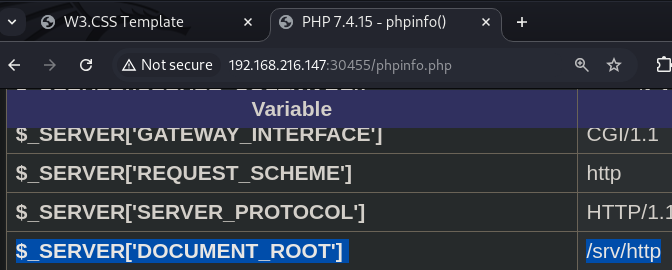 W3.CSS Template
PHP 7.4.15 - phpinfo()
Not secure 192.168.216.147:30455/phpinfo.php
Variable
$_SERVER['GATEWAY_INTERFACE'] CGI/1.1
$_SERVER['REQUEST_SCHEME'] http
$_SERVER['SERVER_PROTOCOL'] HTTP/1.1
$_SERVER['DOCUMENT_ROOT'] /srv/http